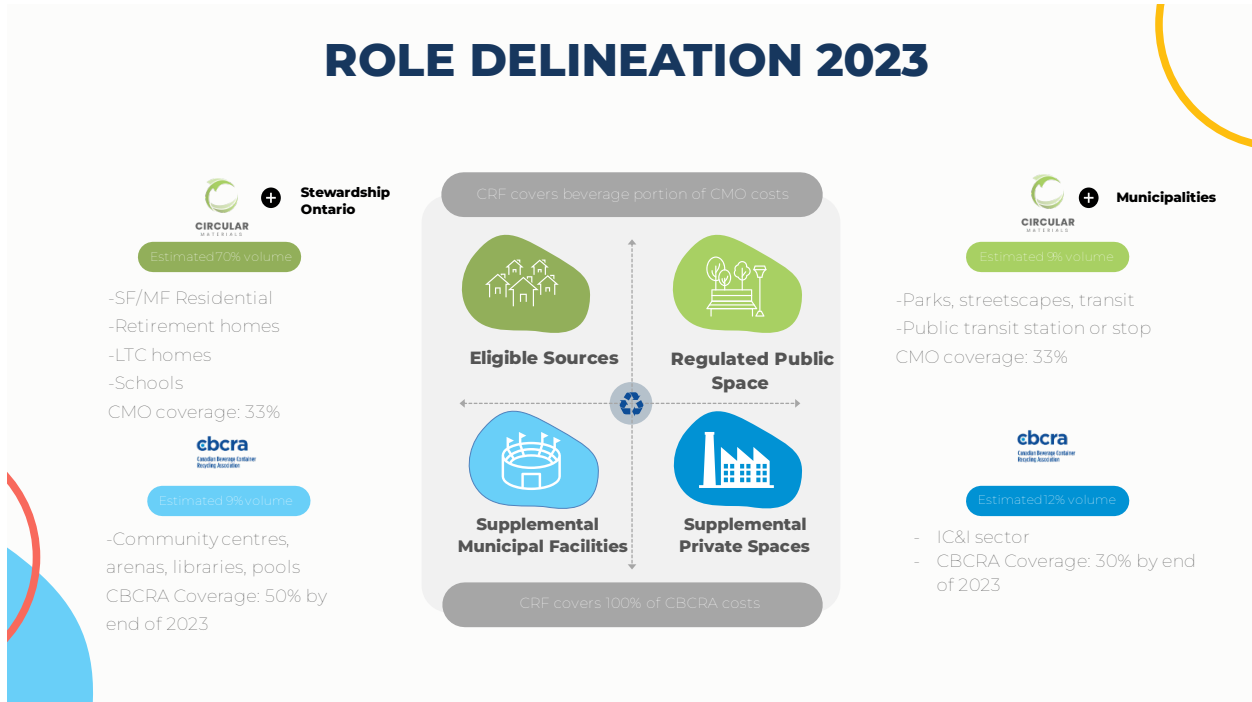 ROLE DELINEATION 2023
CIRCULAR
MATERIALS
Stewardship
Ontario
Estimated 70% volume
-SF/MF Residential
-Retirement homes
-LTC homes
-Schools
CMO coverage: 33%
cbcra
Canadian Beverage Container
Recycling Association
Estimated 9% volume
-Community centres,
arenas, libraries, pools
CBCRA Coverage: 50% by
end of 2023
CRF covers beverage portion of CMO costs
Eligible Sources
Regulated Public
Space
Supplemental
Municipal Facilities
Supplemental
Private Spaces
CRF covers 100% of CBCRA costs
CIRCULAR
MATERIALS
Municipalities
Estimated 9% volume
-Parks, streetscapes, transit
-Public transit station or stop
CMO coverage: 33%
cbcra
Canadian Beverage Container
Recycling Association
Estimated 12% volume
- IC&I sector
- CBCRA Coverage: 30% by end
of 2023